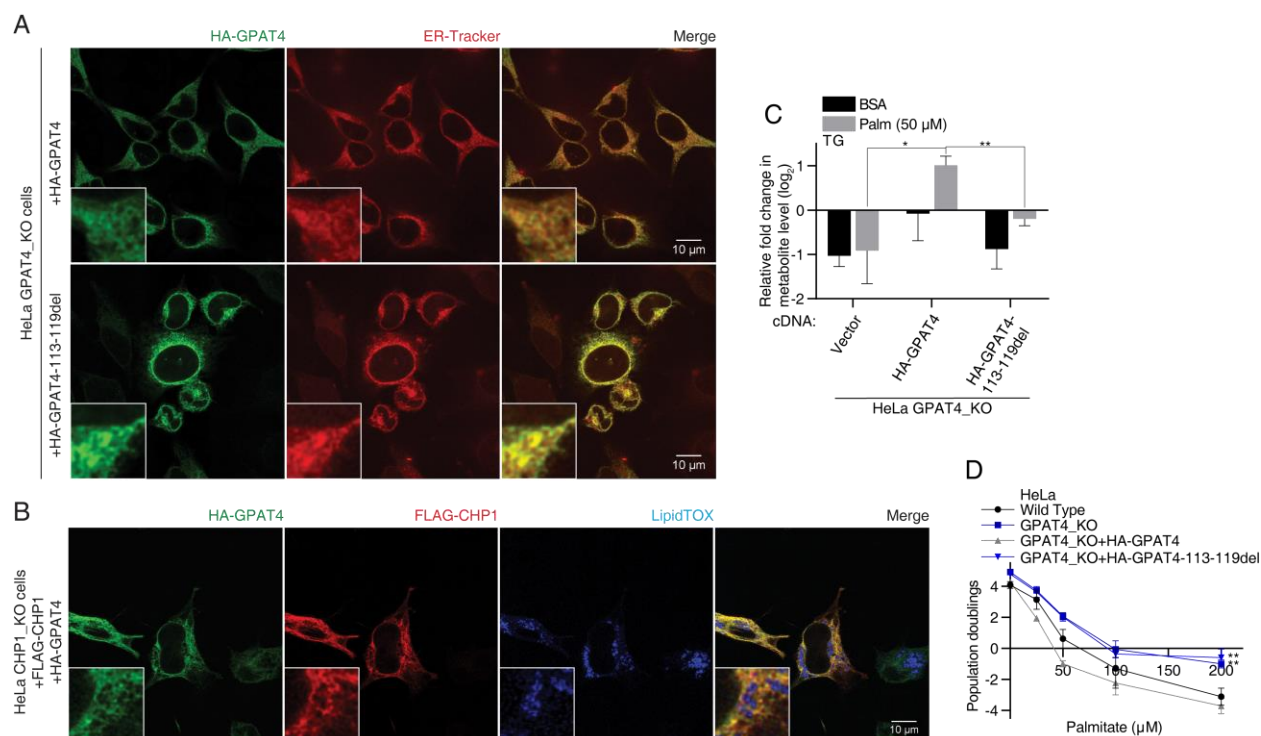 A
HA-GPAT4
ER-Tracker
Merge
HeLa GPAT4_KO cells
+HA-GPAT4
10 µm
+HA-GPAT4-113-119del
10 µm
B
HA-GPAT4
FLAG-CHP1
LipidTOX
Merge
HeLa CHP1_KO cells
+FLAG-CHP1
+HA-GPAT4
10 µm
C
BSA
Palm (50 µM)
TG
* **
Relative fold change in
metabolite level (log2)
1
0
-1
-2
cDNA:
Vector
HA-GPAT4
HA-GPAT4-
113-119del
HeLa GPAT4_KO
D
HeLa
Wild Type
GPAT4_KO
GPAT4_KO+HA-GPAT4
GPAT4_KO+HA-GPAT4-113-119del
Population doublings
4
2
0
-2
-4
50 100 150 200
**
**
Palmitate (µM)